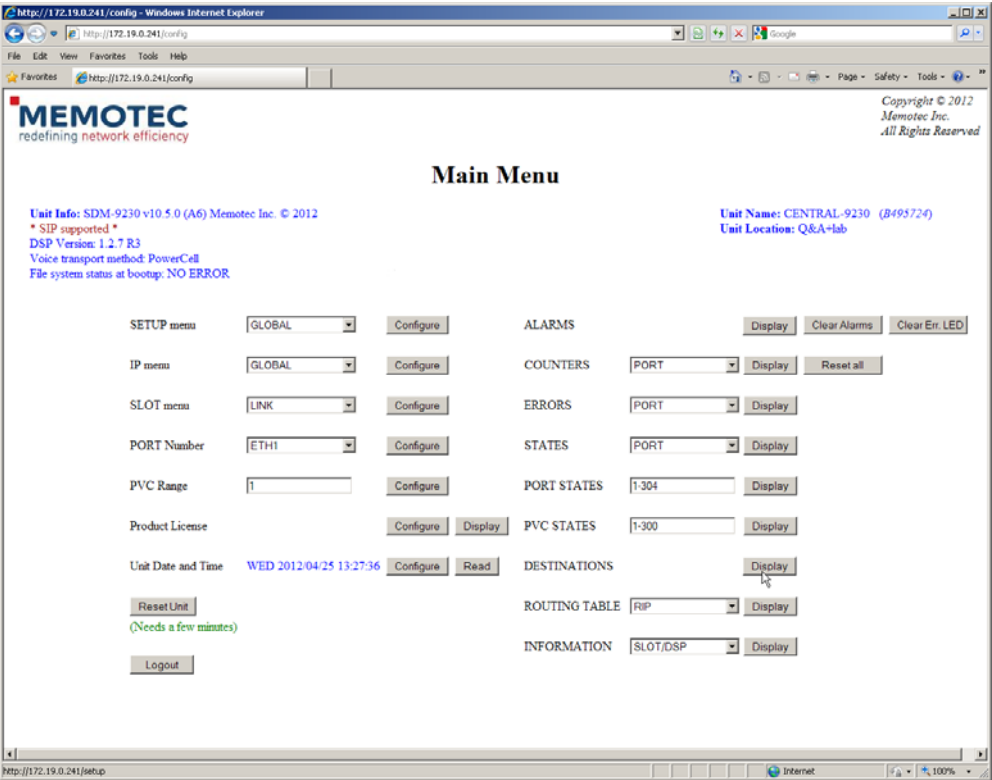 http://172.19.0.241/config - Windows Internet Explorer
http://172.19.0.241/config
Google
File Edit View Favorites Tools Help
Favorites http://172.19.0.241/config Page Safety Tools
MEMOTEC
redefining network efficiency
Copyright © 2012
Memotec Inc.
All Rights Reserved
Main Menu
Unit Info: SDM-9230 v10.5.0 (A6) Memotec Inc. © 2012
* SIP supported *
DSP Version: 1.2.7 R3
Voice transport method: PowerCell
File system status at bootup: NO ERROR
Unit Name: CENTRAL-9230 (B495724)
Unit Location: Q&A+lab
SETUP menu GLOBAL Configure ALARMS Display Clear Alarms Clear Err. LED
IP menu GLOBAL Configure COUNTERS PORT Display Reset all
SLOT menu LINK Configure ERRORS PORT Display
PORT Number ETH1 Configure STATES PORT Display
PVC Range 1 Configure PORT STATES 1-304 Display
Product License Configure Display PVC STATES 1-300 Display
Unit Date and Time WED 2012/04/25 13:27:36 Configure Read DESTINATIONS Display
Reset Unit ROUTING TABLE RIP Display
(Needs a few minutes)
INFORMATION SLOT/DSP Display
Logout
http://172.19.0.241/setup Internet 100%